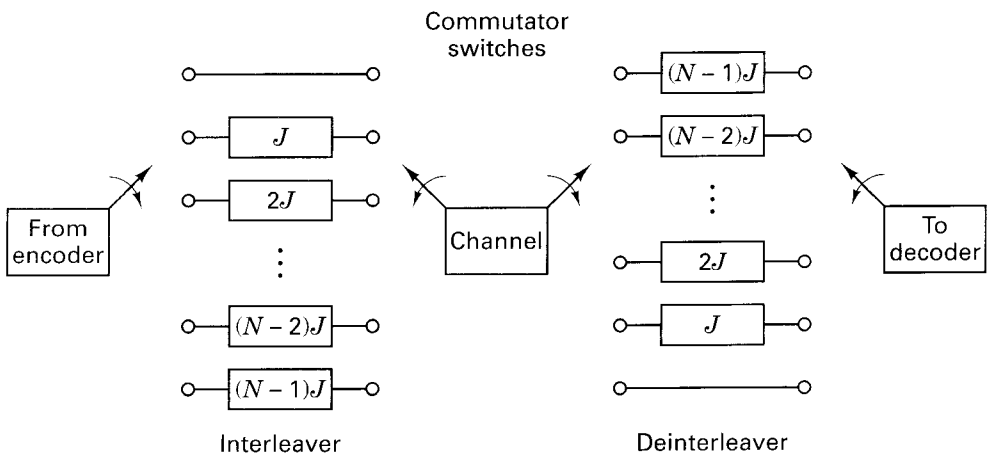 Commutator
switches
J
2J
⋮
(N – 2)J
(N – 1)J
Interleaver
From
encoder
Channel
(N – 1)J
(N – 2)J
⋮
2J
J
Deinterleaver
To
decoder